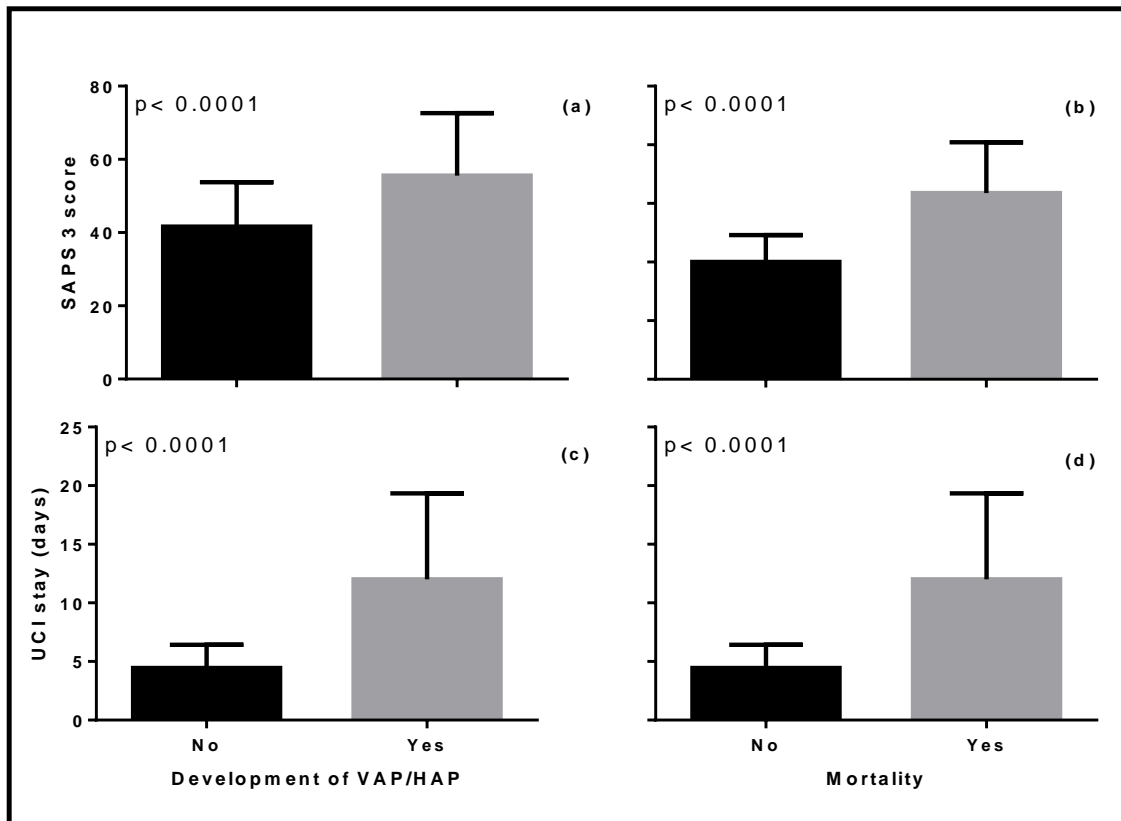 p< 0.0001
(a)
80
60
40
20
0
SAPS 3 score
p< 0.0001
(b)
p< 0.0001
(c)
25
20
15
10
5
0
UCI stay (days)
No
Yes
Development of VAP/HAP
p< 0.0001
(d)
No
Yes
Mortality